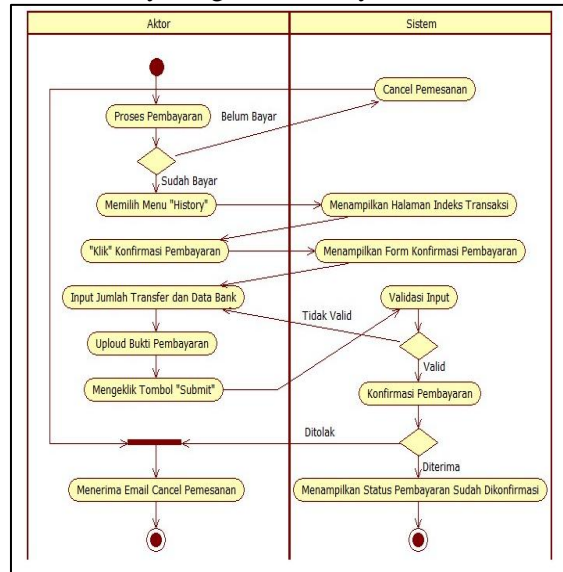 Aktor
Sistem
Cancel Pemesanan
Proses Pembayaran
Belum Bayar
Sudah Bayar
Memilih Menu "History"
Menampilkan Halaman Indeks Transaksi
"Klik" Konfirmasi Pembayaran
Menampilkan Form Konfirmasi Pembayaran
Input Jumlah Transfer dan Data Bank
Validasi Input
Tidak Valid
Uploud Bukti Pembayaran
Valid
Mengeklik Tombol "Submit"
Konfirmasi Pembayaran
Ditolak
Diterima
Menerima Email Cancel Pemesanan
Menampilkan Status Pembayaran Sudah Dikonfirmasi